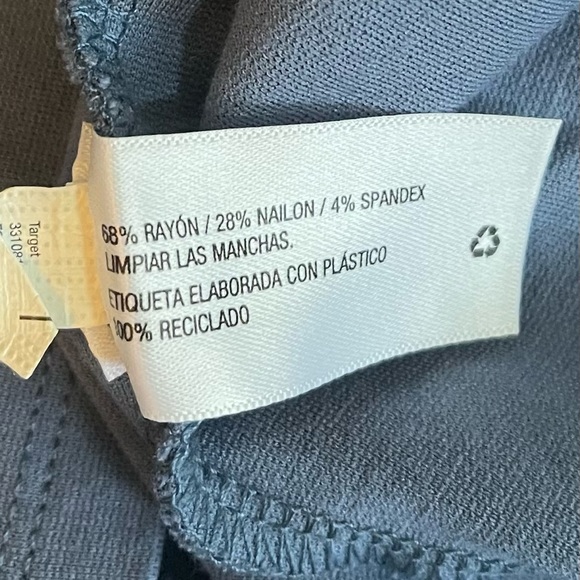 68% RAYÓN / 28% NAILON / 4% SPANDEX
LIMPIAR LAS MANCHAS.
ETIQUETA ELABORADA CON PLÁSTICO
100% RECICLADO
Target